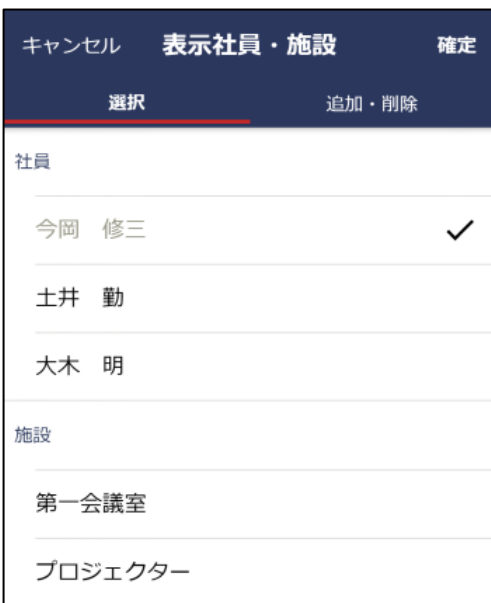 キャンセル 表示社員・施設 確定
選択 追加・削除
社員
今岡　修三
土井　勤
大木　明
施設
第一会議室
プロジェクター